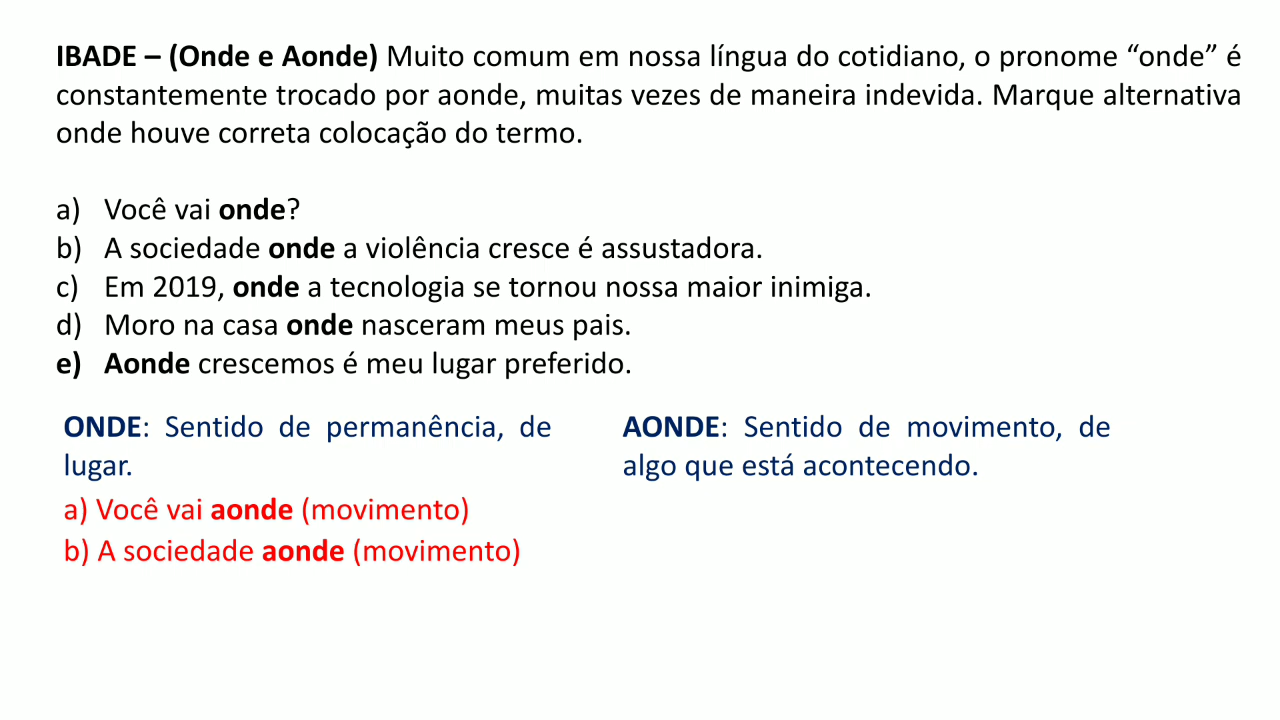 IBADE – (Onde e Aonde) Muito comum em nossa língua do cotidiano, o pronome “onde” é
constantemente trocado por aonde, muitas vezes de maneira indevida. Marque alternativa
onde houve correta colocação do termo.
a) Você vai onde?
b) A sociedade onde a violência cresce é assustadora.
c) Em 2019, onde a tecnologia se tornou nossa maior inimiga.
d) Moro na casa onde nasceram meus pais.
e) Aonde crescemos é meu lugar preferido.
ONDE: Sentido de permanência, de
lugar.
AONDE: Sentido de movimento, de
algo que está acontecendo.
a) Você vai aonde (movimento)
b) A sociedade aonde (movimento)